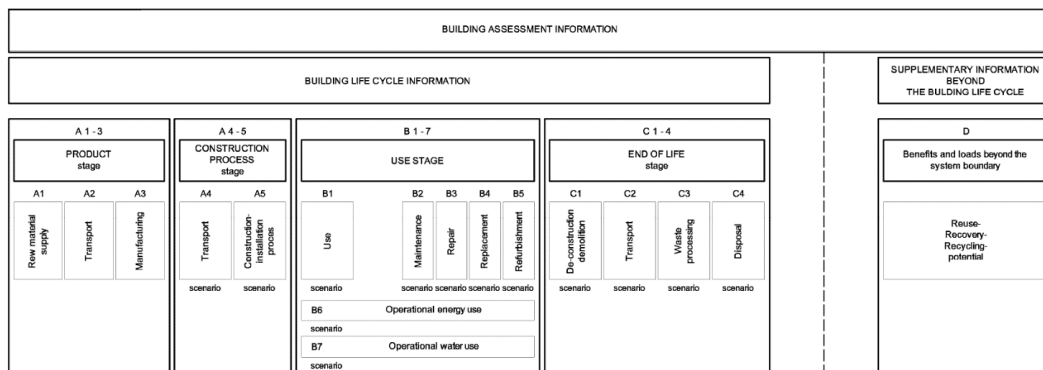 BUILDING ASSESSMENT INFORMATION
BUILDING LIFE CYCLE INFORMATION
SUPPLEMENTARY INFORMATION
BEYOND
THE BULDING LIFE CYCLE
A 1 - 3
PRODUCT
stage
A1
A2
A3
Rew material
supply
Transport
Manufacturing
A 4 - 5
CONSTRUCTION
PROCESS
stage
A4
A5
Transport
Construction-
installation
proces
scenario
scenario
B 1 - 7
USE STAGE
B1
B2
B3
B4
B5
Use
Maintenance
Repair
Replacement
Refurbishment
scenario
scenario
scenario
scenario
scenario
B6
Operational energy use
scenario
B7
Operational water use
scenario
C 1 - 4
END OF LIFE
stage
C1
C2
C3
C4
De-construction
demolition
Transport
Waste
processing
Disposal
scenario
scenario
scenario
scenario
D
Benefits and loads beyond the
system boundary
Reuse-
Recovery-
Recycling-
potential